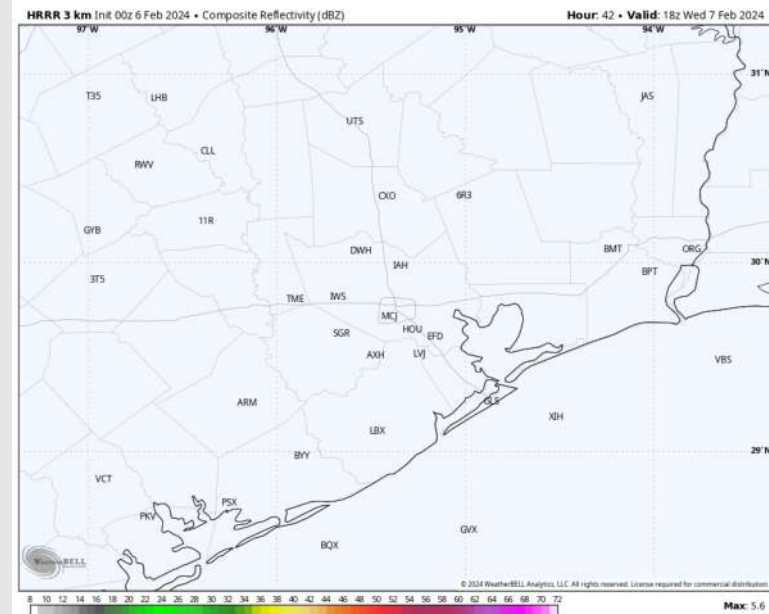 HRRR 3 km Init 00z 6 Feb 2024 • Composite Reflectivity (dBZ) Hour: 42 • Valid: 18z Wed 7 Feb 2024
97°W 96°W 95°W 94°W
31°N
T35 LHB JAS
UTS
CLL
RWV
CXO 6R3
11R
GYB
DWH BMT ORG
30°N
IAH
BPT
3T5
TME IWS
MCJ
SGR HOU EFD
AXH LVJ
VBS
ARM GLS
XIH
LBX
BYY 29°N
VCT
PSX
PKV
GVX
BQX
WeatherBELL
© 2024 WeatherBELL Analytics, LLC. All rights reserved. License required for commercial distribution.
8 10 12 14 16 18 20 22 24 26 28 30 32 34 36 38 40 42 44 46 48 50 52 54 56 58 60 62 64 66 68 70 72
Max: 5.6